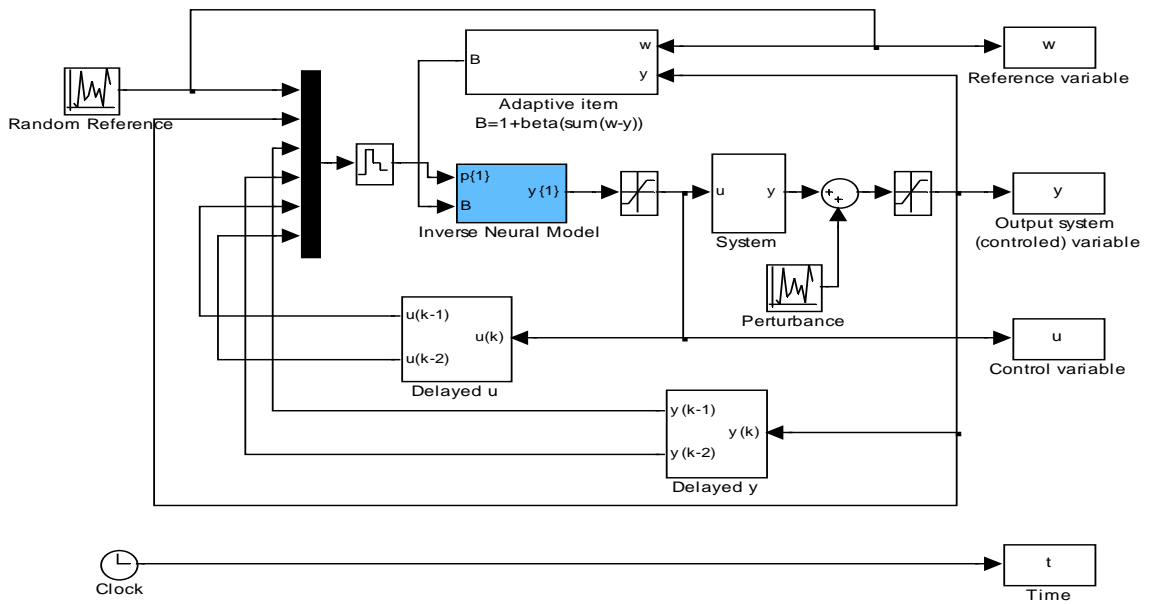 w
Reference variable
Random Reference
B
w
y
Adaptive item
B=1+beta(sum(w-y))
p{1}
B
y{1}
Inverse Neural Model
u
y
System
+
+
Perturbance
y
Output system
(controled) variable
u(k-1)
u(k-2)
u(k)
Delayed u
u
Control variable
y(k-1)
y(k-2)
y(k)
Delayed y
Clock
t
Time